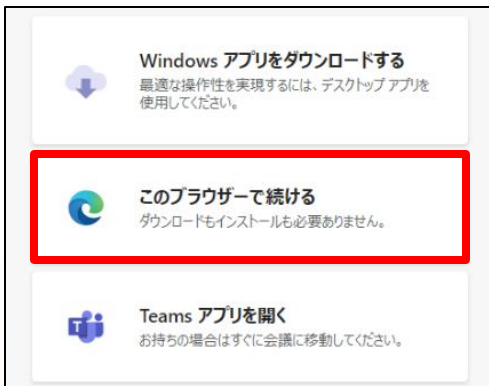 Windows アプリをダウンロードする
最適な操作性を実現するには、デスクトップ アプリを
使用してください。
このブラウザーで続ける
ダウンロードもインストールも必要ありません。
Teams アプリを開く
お持ちの場合はすぐに会議に移動してください。